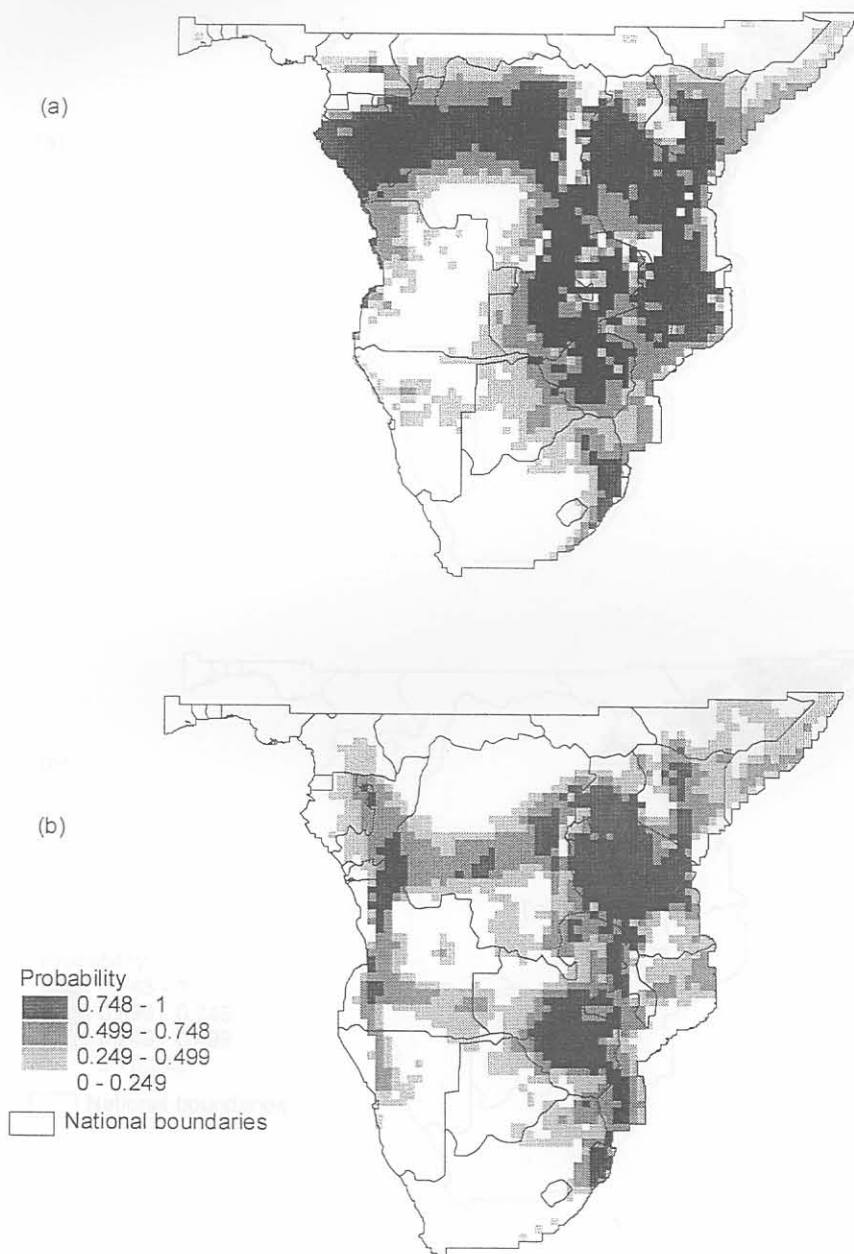 (a)
(b)
Probability
0.748 - 1
0.499 - 0.748
0.249 - 0.499
0 - 0.249
National boundaries